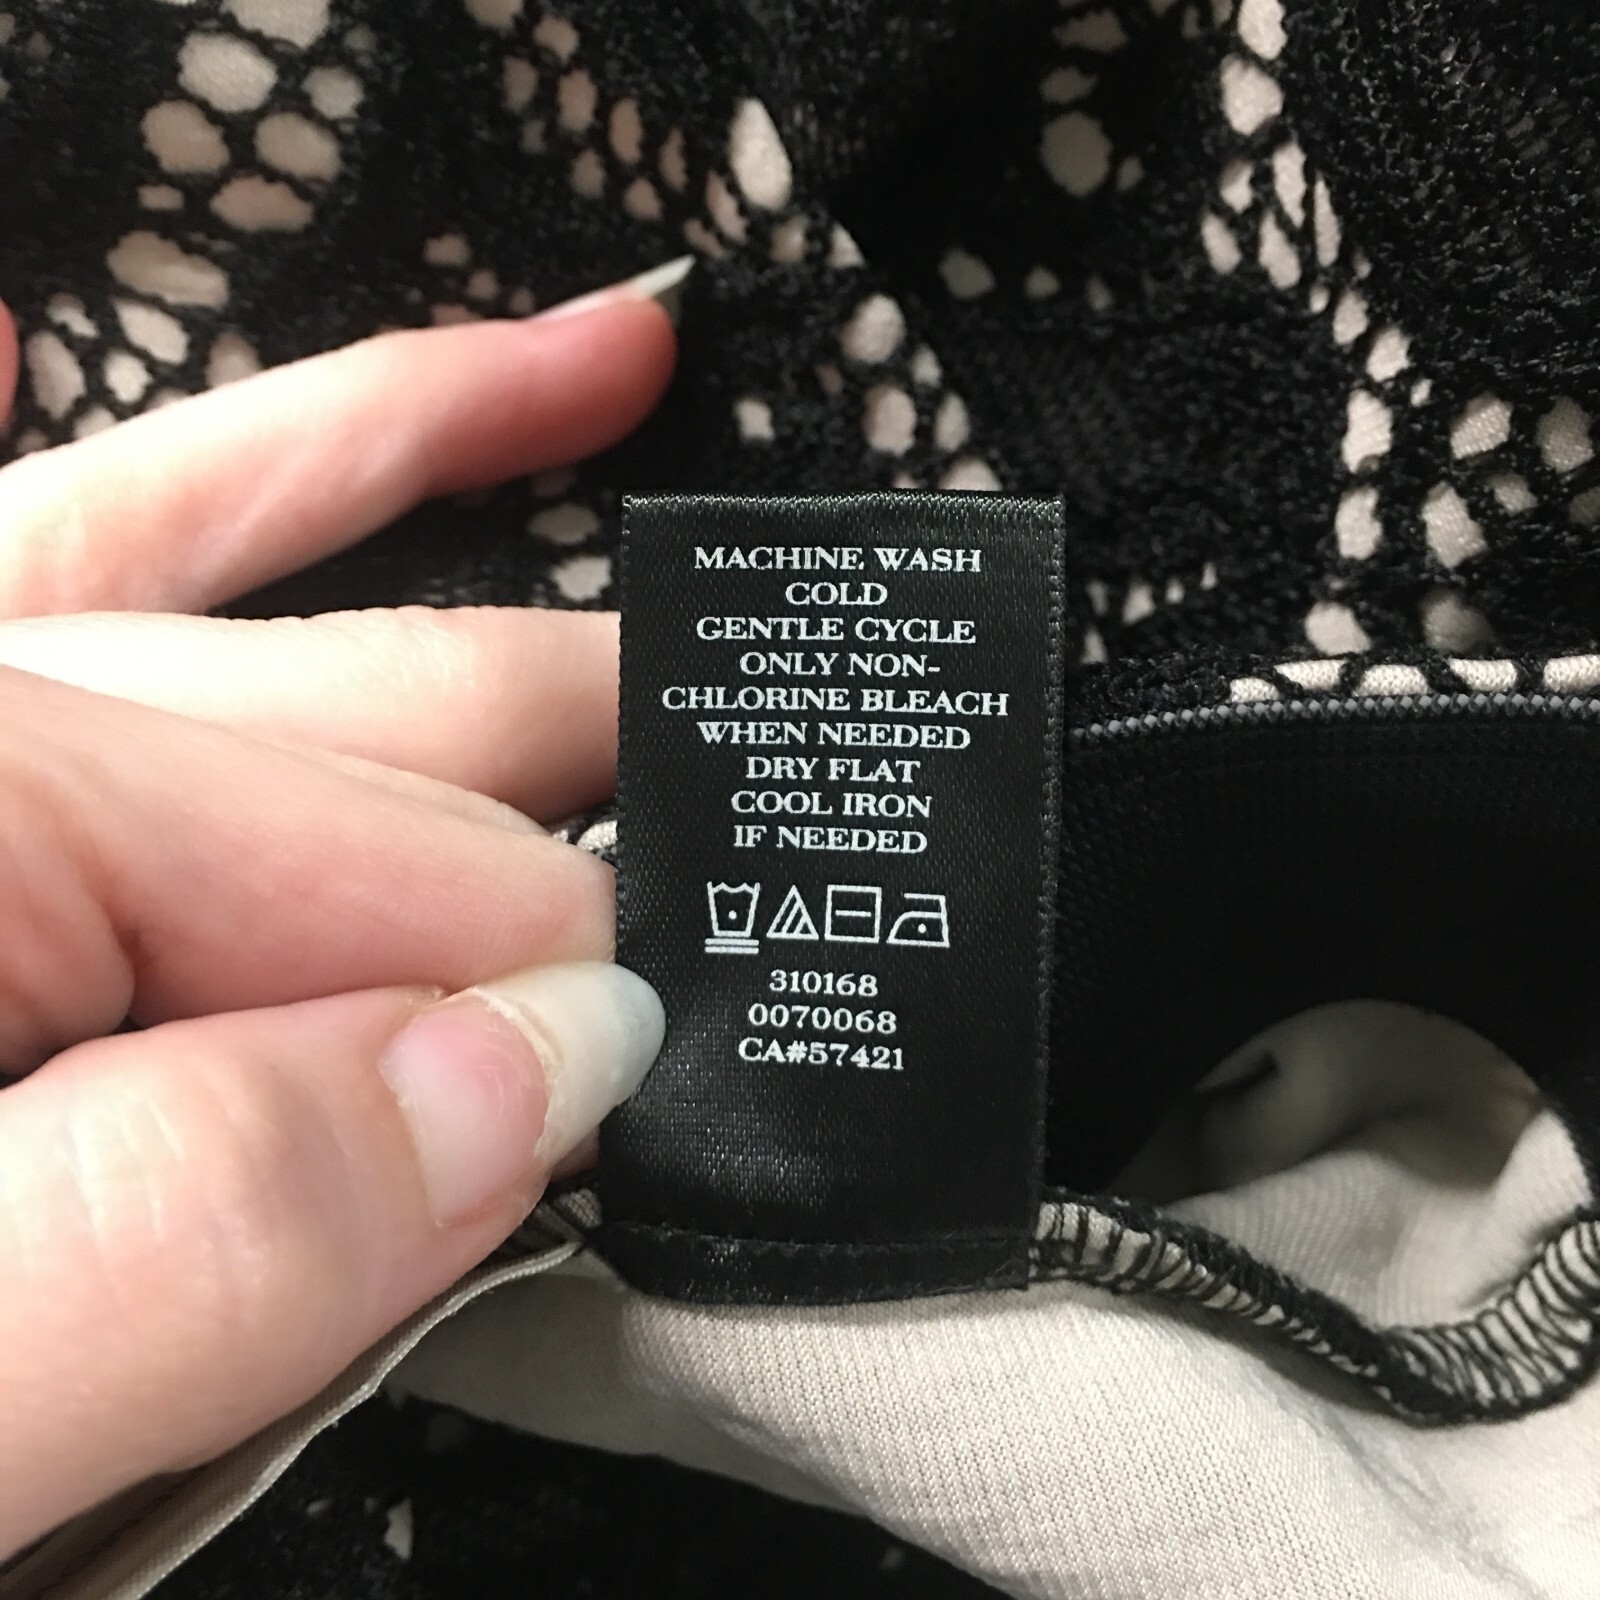 MACHINE WASH
COLD
GENTLE CYCLE
ONLY NON-
CHLORINE BLEACH
WHEN NEEDED
DRY FLAT
COOL IRON
IF NEEDED
310168
0070068
CA#57421